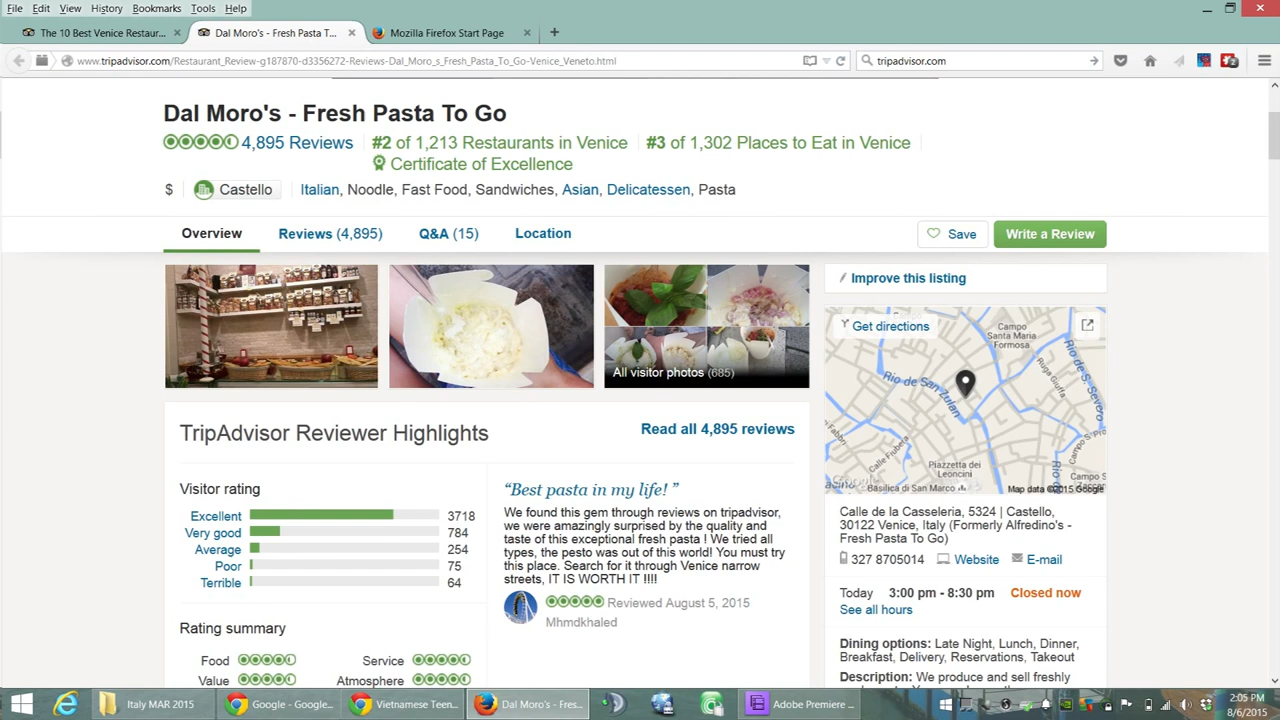 File Edit View History Bookmarks Tools Help
The 10 Best Venice Restaur... × Dal Moro's - Fresh Pasta T... × Mozilla Firefox Start Page × +
www.tripadvisor.com/Restaurant_Review-g187870-d3356272-Reviews-Dal_Moro_s_Fresh_Pasta_To_Go-Venice_Veneto.html tripadvisor.com
Dal Moro's - Fresh Pasta To Go
4,895 Reviews #2 of 1,213 Restaurants in Venice #3 of 1,302 Places to Eat in Venice
Certificate of Excellence
$ Castello Italian, Noodle, Fast Food, Sandwiches, Asian, Delicatessen, Pasta
Overview Reviews (4,895) Q&A (15) Location Save Write a Review
All visitor photos (685)
TripAdvisor Reviewer Highlights Read all 4,895 reviews
Visitor rating
Excellent 3718
Very good 784
Average 254
Poor 75
Terrible 64
Rating summary
Food Service
Value Atmosphere
"Best pasta in my life! "
We found this gem through reviews on tripadvisor,
we were amazingly surprised by the quality and
taste of this exceptional fresh pasta ! We tried all
types, the pesto was out of this world! You must try
this place. Search for it through Venice narrow
streets, IT IS WORTH IT !!!!
Reviewed August 5, 2015
Mhmdkhaled
Improve this listing
Get directions
Campo
Santa Maria
Formosa
Rio de San Zulian
Ruga Giuffa
Rio de S. Severo
Calle Fiubera
Piazzetta dei
Leoncini
Basilica di San Marco
Google
Map data ©2015 Google
Calle de la Casseleria, 5324 | Castello,
30122 Venice, Italy (Formerly Alfredino's -
Fresh Pasta To Go)
327 8705014 Website E-mail
Today 3:00 pm - 8:30 pm Closed now
See all hours
Dining options: Late Night, Lunch, Dinner,
Breakfast, Delivery, Reservations, Takeout
Description: We produce and sell freshly
Italy MAR 2015 Google - Google... Vietnamese Teen... Dal Moro's - Fres... Adobe Premiere ... 2:05 PM
8/6/2015